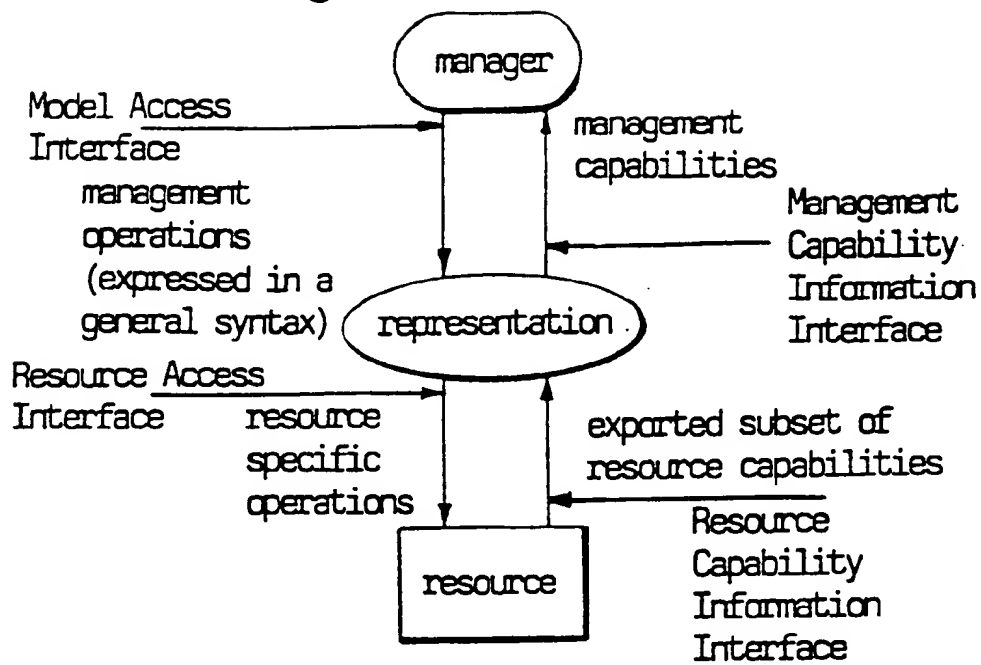 manager
Model Access
Interface
management
capabilities
management
operations
(expressed in a
general syntax)
Management
Capability
Information
Interface
representation
Resource Access
Interface
resource
specific
operations
exported subset of
resource capabilities
Resource
Capability
Information
Interface
resource